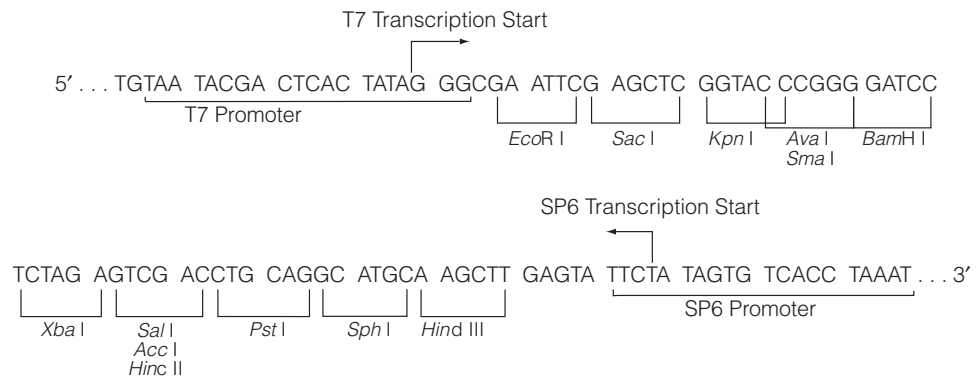 T7 Transcription Start
5′ . . . TGTAA TACGA CTCAC TATAG GGCGA ATTCG AGCTC GGTAC CCGGG GATCC
T7 Promoter
EcoR I Sac I Kpn I Ava I BamH I
Sma I
SP6 Transcription Start
TCTAGA AGTCG ACCTG CAGGC ATGCA AGCTT GAGTA TTCTA TAGTG TCACC TAAAT . . . 3′
SP6 Promoter
Xba I Sal I Pst I Sph I Hind III
Acc I
Hinc II